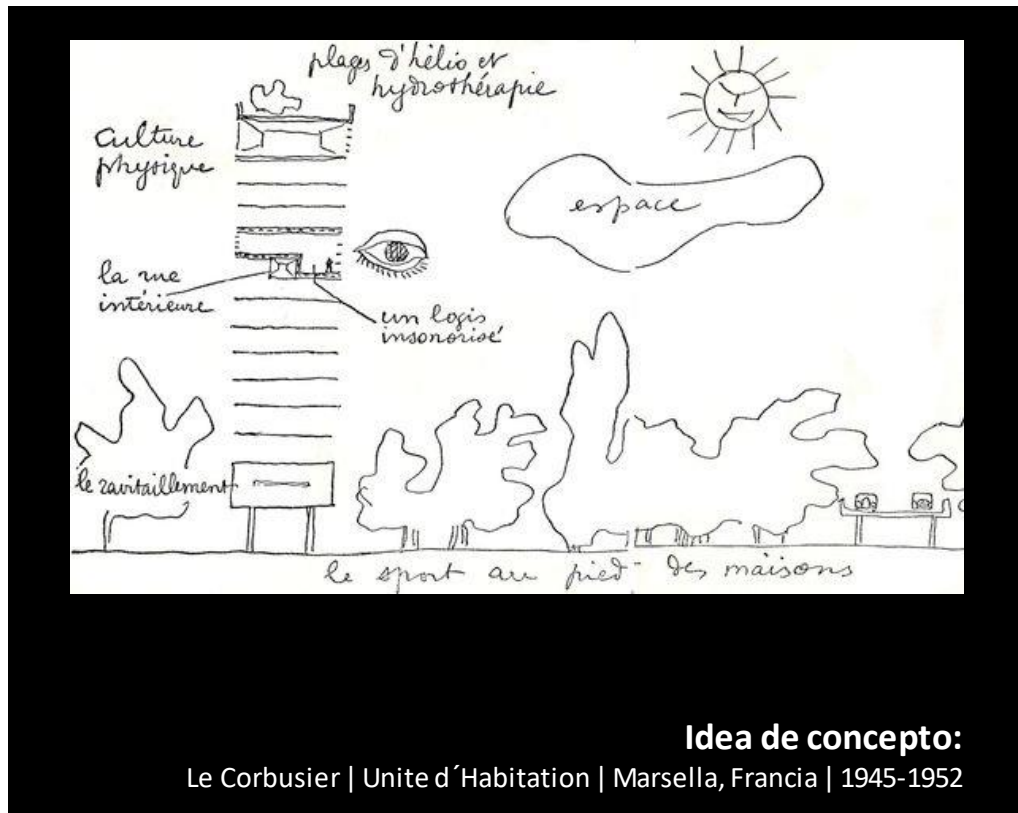 plages d'hélio et
hydrothérapie
culture
physique
espace
la rue
intérieure
un logis
insonorisé
le ravitaillement
le sport au pied des maisons
Idea de concepto:
Le Corbusier | Unite d´Habitation | Marsella, Francia | 1945-1952